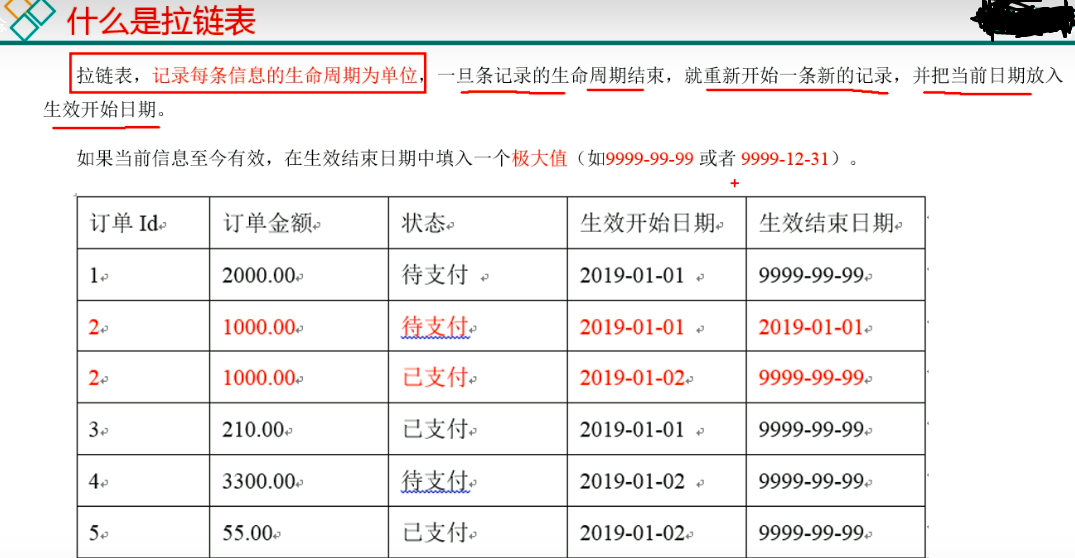 什么是拉链表
拉链表，记录每条信息的生命周期为单位，一旦条记录的生命周期结束，就重新开始一条新的记录，并把当前日期放入
生效开始日期。
如果当前信息至今有效，在生效结束日期中填入一个极大值（如9999-99-99 或者 9999-12-31）。
订单 Id 订单金额 状态 生效开始日期 生效结束日期
1 2000.00 待支付 2019-01-01 9999-99-99
2 1000.00 待支付 2019-01-01 2019-01-01
2 1000.00 已支付 2019-01-02 9999-99-99
3 210.00 已支付 2019-01-01 9999-99-99
4 3300.00 待支付 2019-01-02 9999-99-99
5 55.00 已支付 2019-01-02 9999-99-99